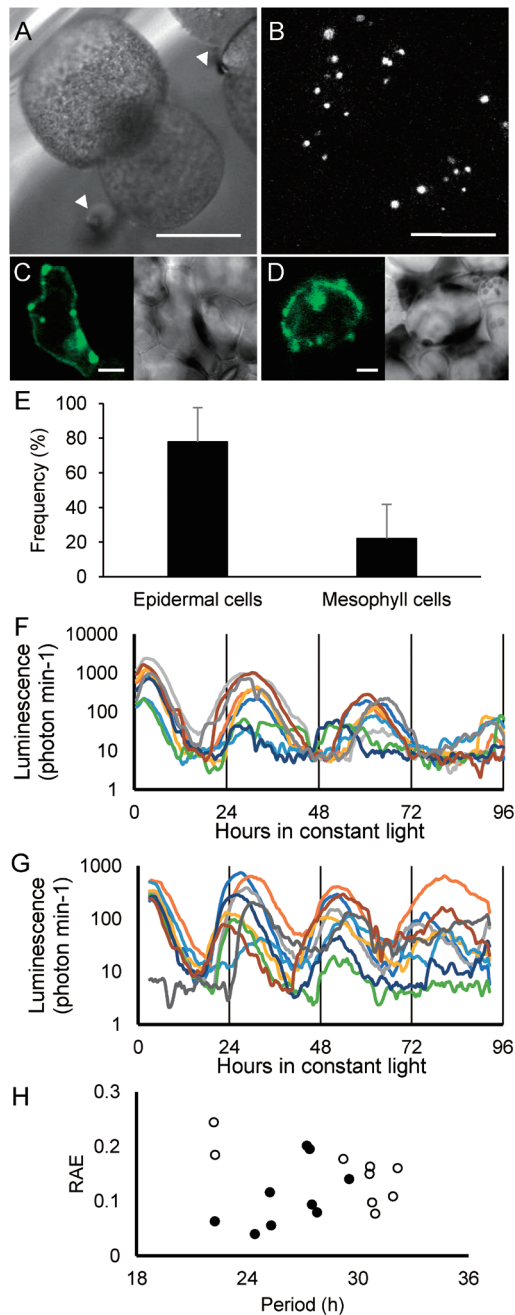 A
B
C
D
E
100
80
60
40
20
0
Frequency (%)
Epidermal cells
Mesophyll cells
F
10000
1000
100
10
1
Luminescence
(photon min-1)
0
24
48
72
96
Hours in constant light
G
1000
100
10
1
Luminescence
(photon min-1)
0
24
48
72
96
Hours in constant light
H
0.3
0.2
0.1
0
RAE
18
24
30
36
Period (h)